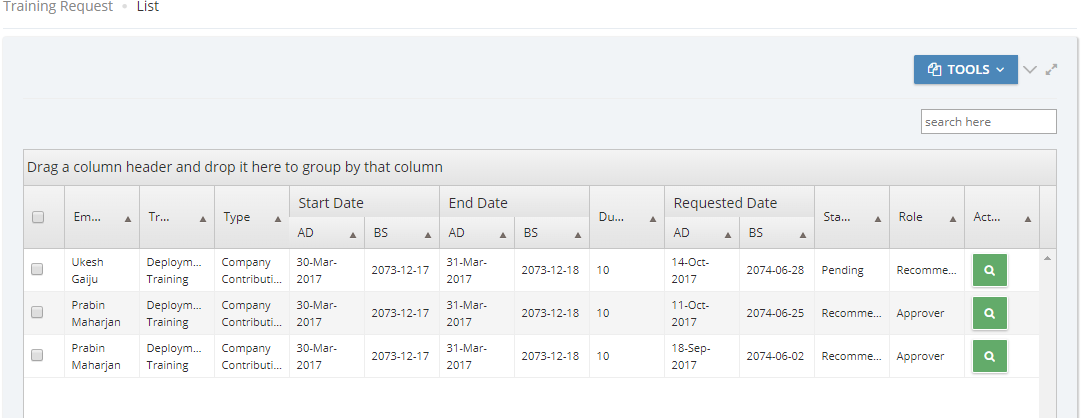 Training Request • List
TOOLS
search here
Drag a column header and drop it here to group by that column
Start Date End Date Requested Date
Em... Tr... Type Du... Sta... Role Act...
AD BS AD BS AD BS
Ukesh Deploym... Company 30-Mar- 31-Mar- 14-Oct-
2073-12-17 2073-12-18 10 2074-06-28 Pending Recomme...
Gaiju Training Contributi... 2017 2017 2017
Prabin Deploym... Company 30-Mar- 31-Mar- 11-Oct-
2073-12-17 2073-12-18 10 2074-06-25 Recomme... Approver
Maharjan Training Contributi... 2017 2017 2017
Prabin Deploym... Company 30-Mar- 31-Mar- 18-Sep-
2073-12-17 2073-12-18 10 2074-06-02 Recomme... Approver
Maharjan Training Contributi... 2017 2017 2017